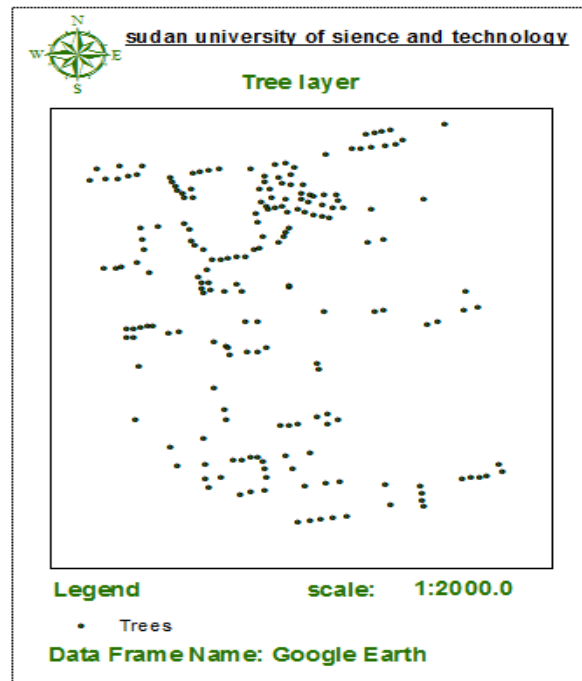 N
W E
S
sudan university of sience and technology
Tree layer
Legend scale: 1:2000.0
Trees
Data Frame Name: Google Earth